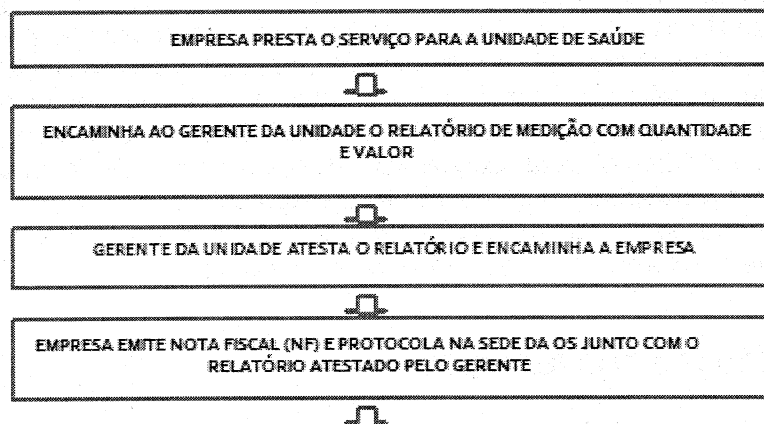 EMPRESA PRESTA O SERVIÇO PARA A UNIDADE DE SAÚDE
ENCAMINHA AO GERENTE DA UNIDADE O RELATÓRIO DE MEDIÇÃO COM QUANTIDADE
E VALOR
GERENTE DA UNIDADE ATESTA O RELATÓRIO E ENCAMINHA A EMPRESA
EMPRESA EMITE NOTA FISCAL (NF) E PROTOCOLA NA SEDE DA OS JUNTO COM O
RELATÓRIO ATESTADO PELO GERENTE